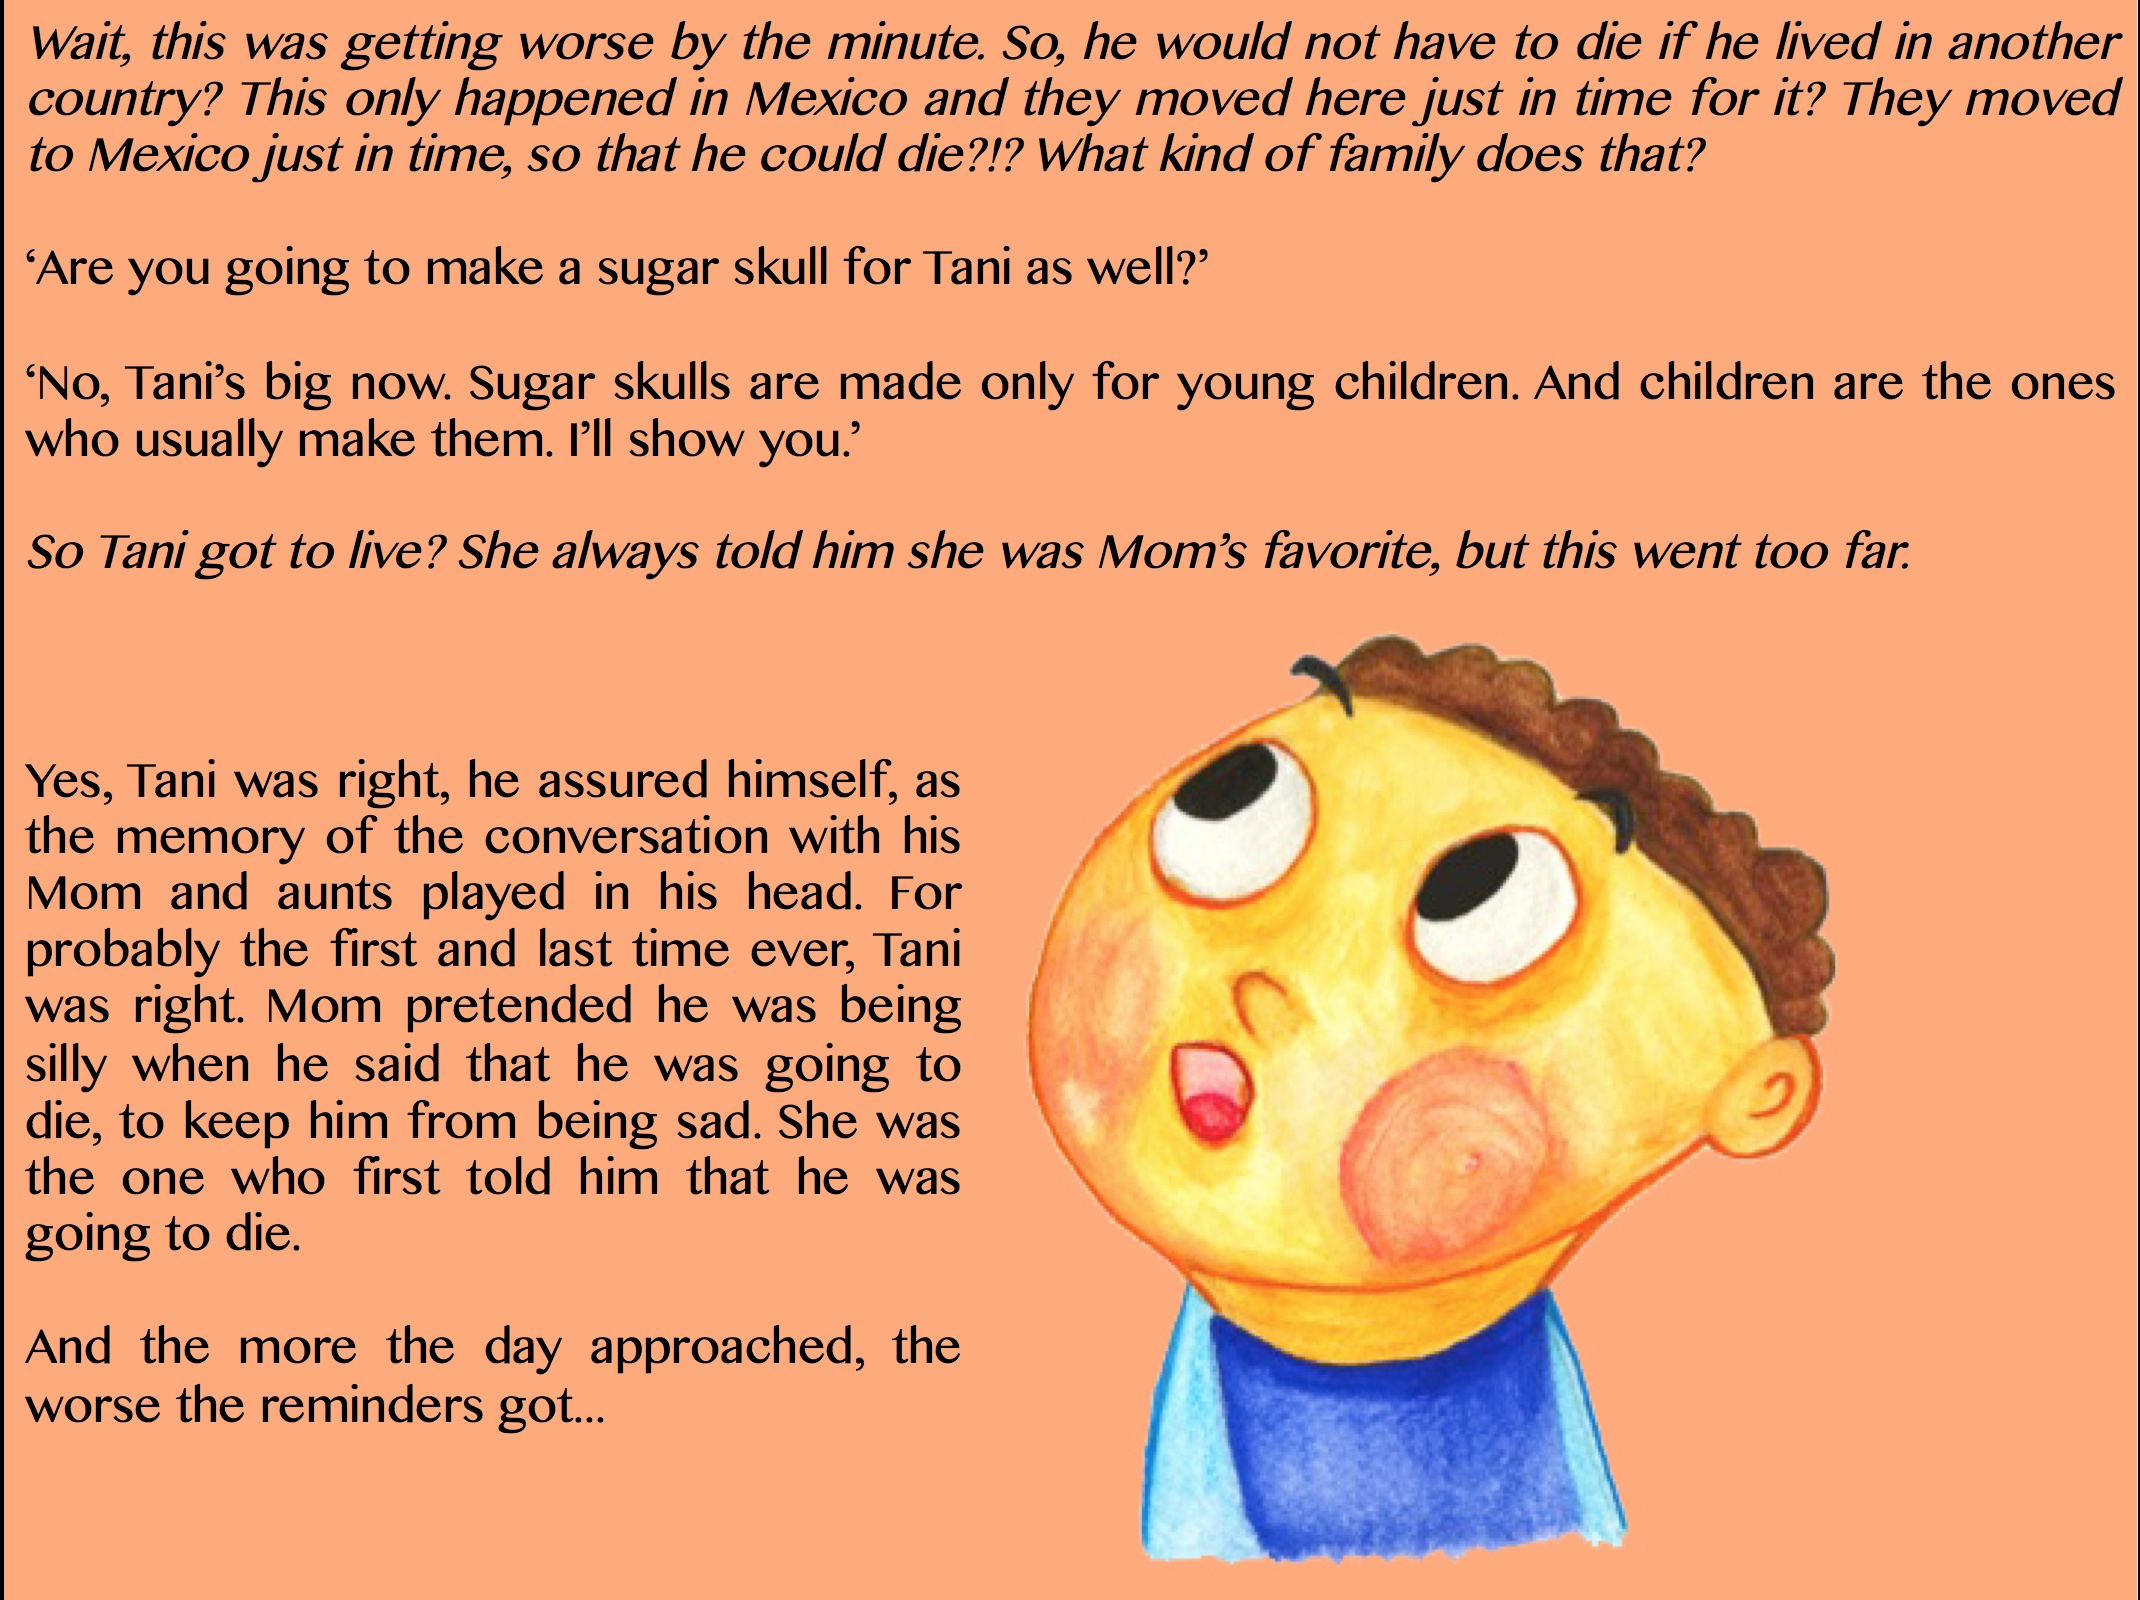 Wait, this was getting worse by the minute. So, he would not have to die if he lived in another
country? This only happened in Mexico and they moved here just in time for it? They moved
to Mexico just in time, so that he could die?!? What kind of family does that?
‘Are you going to make a sugar skull for Tani as well?’
‘No, Tani’s big now. Sugar skulls are made only for young children. And children are the ones
who usually make them. I’ll show you.’
So Tani got to live? She always told him she was Mom’s favorite, but this went too far.
Yes, Tani was right, he assured himself, as
the memory of the conversation with his
Mom and aunts played in his head. For
probably the first and last time ever, Tani
was right. Mom pretended he was being
silly when he said that he was going to
die, to keep him from being sad. She was
the one who first told him that he was
going to die.
And the more the day approached, the
worse the reminders got...